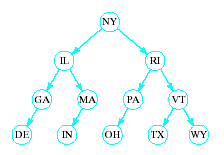 NY
IL RI
GA MA PA VT
DE IN OH TX WY